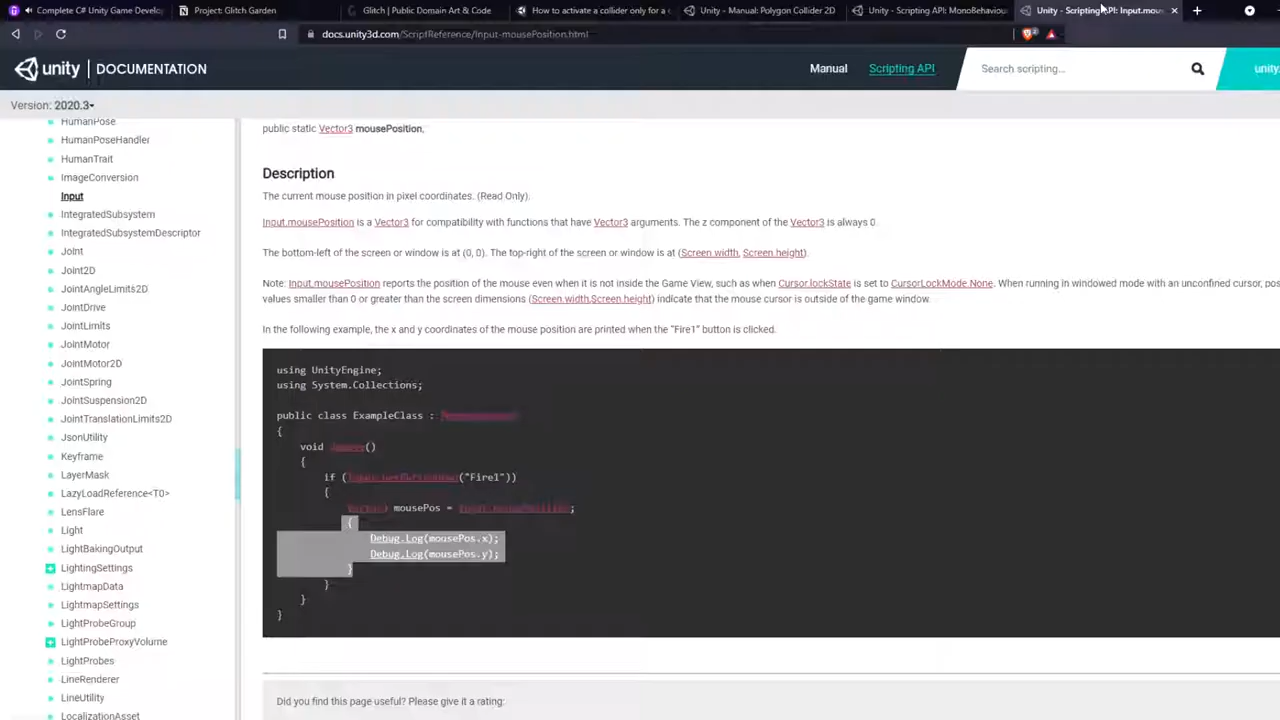 Complete C# Unity Game Develo
Project: Glitch Garden
Glitch | Public Domain Art & Code
How to activate a collider only for a
Unity - Manual: Polygon Collider 2D
Unity - Scripting API: MonoBehaviou
Unity - Scripting API: Input.mous
docs.unity3d.com/ScriptReference/Input-mousePosition.html
unity | DOCUMENTATION
Manual
Scripting API
Search scripting...
unity.
Version: 2020.3
HumanPose
HumanPoseHandler
HumanTrait
ImageConversion
Input
IntegratedSubsystem
IntegratedSubsystemDescriptor
Joint
Joint2D
JointAngleLimits2D
JointDrive
JointLimits
JointMotor
JointMotor2D
JointSpring
JointSuspension2D
JointTranslationLimits2D
JsonUtility
Keyframe
LayerMask
LazyLoadReference<T0>
LensFlare
Light
LightBakingOutput
LightingSettings
LightmapData
LightmapSettings
LightProbeGroup
LightProbeProxyVolume
LightProbes
LineRenderer
LineUtility
LocalizationAsset
public static Vector3 mousePosition;
Description
The current mouse position in pixel coordinates. (Read Only).
Input.mousePosition is a Vector3 for compatibility with functions that have Vector3 arguments. The z component of the Vector3 is always 0.
The bottom-left of the screen or window is at (0, 0). The top-right of the screen or window is at (Screen.width, Screen.height).
Note: Input.mousePosition reports the position of the mouse even when it is not inside the Game View, such as when Cursor.lockState is set to CursorLockMode.None. When running in windowed mode with an unconfined cursor, pos
values smaller than 0 or greater than the screen dimensions (Screen.width,Screen.height) indicate that the mouse cursor is outside of the game window.
In the following example, the x and y coordinates of the mouse position are printed when the "Fire1" button is clicked.
using UnityEngine;
using System.Collections;
public class ExampleClass :
{
void ()
{
if ( ("Fire1"))
{
mousePos = ;
{
Debug.Log(mousePos.x);
Debug.Log(mousePos.y);
}
}
}
}
Did you find this page useful? Please give it a rating: